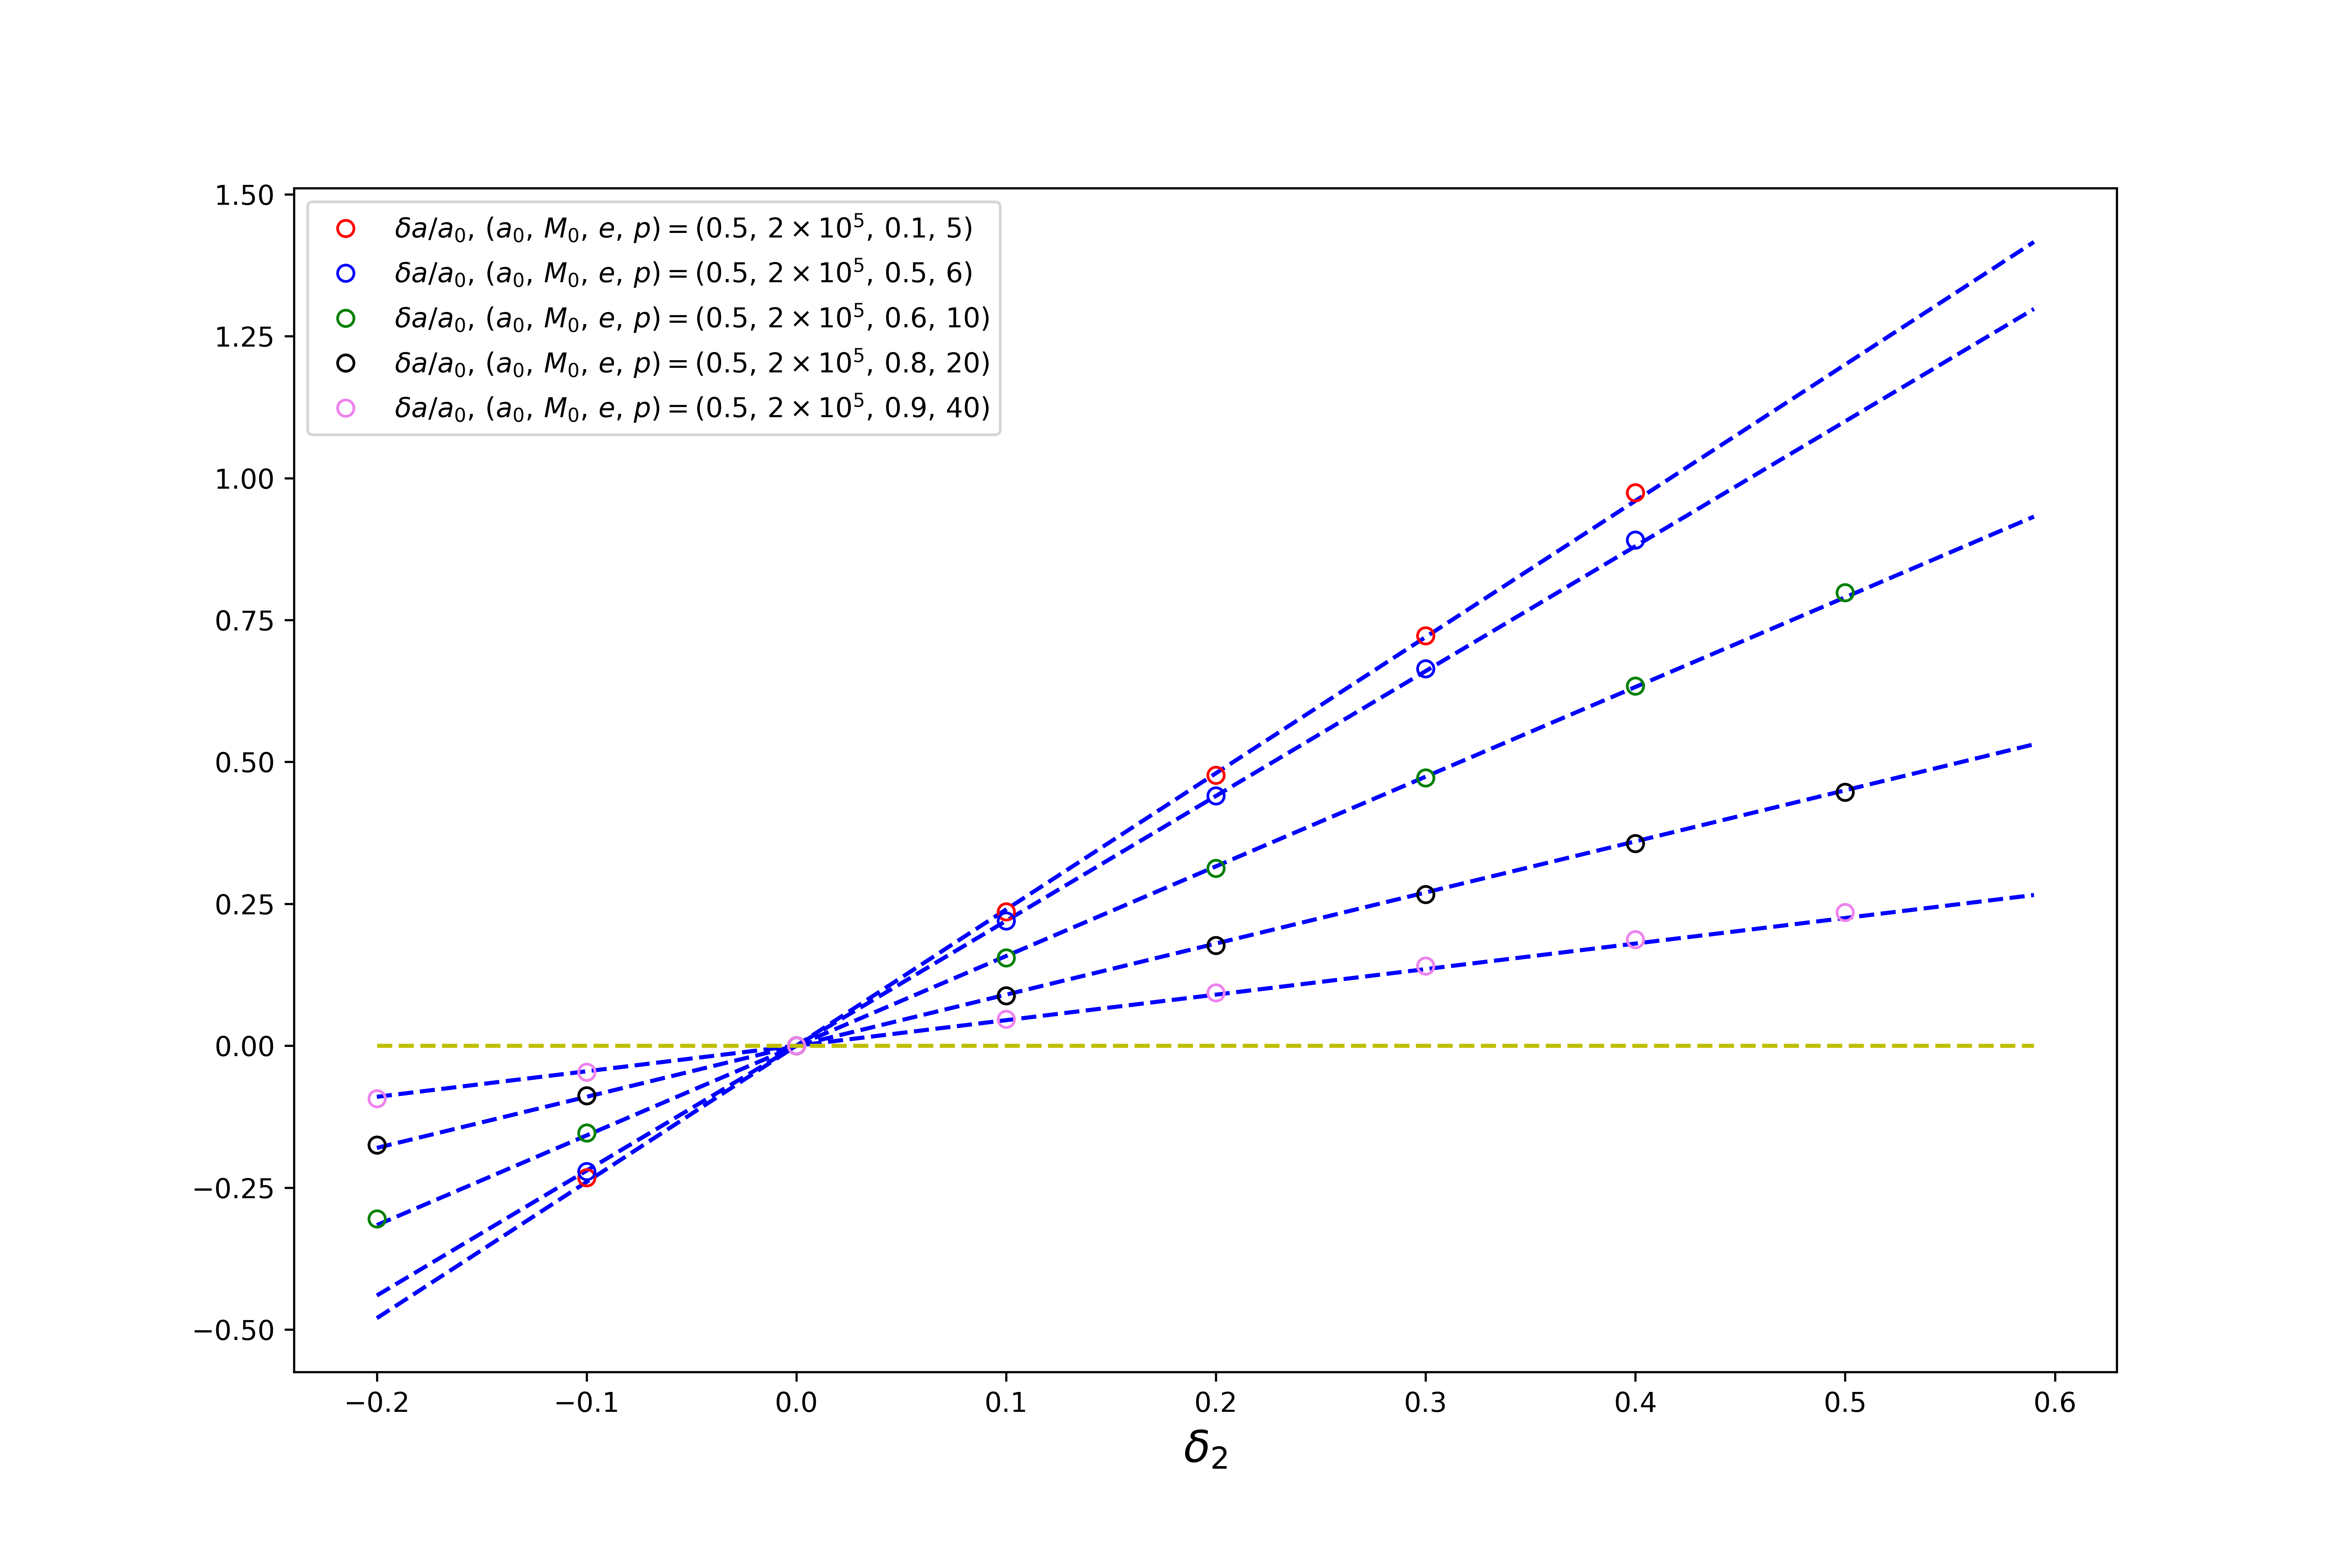 1.50
1.25
1.00
0.75
0.50
0.25
0.00
−0.25
−0.50
δa/a₀, (a₀, M₀, e, p) = (0.5, 2 × 10⁵, 0.1, 5)
δa/a₀, (a₀, M₀, e, p) = (0.5, 2 × 10⁵, 0.5, 6)
δa/a₀, (a₀, M₀, e, p) = (0.5, 2 × 10⁵, 0.6, 10)
δa/a₀, (a₀, M₀, e, p) = (0.5, 2 × 10⁵, 0.8, 20)
δa/a₀, (a₀, M₀, e, p) = (0.5, 2 × 10⁵, 0.9, 40)
−0.2 −0.1 0.0 0.1 0.2 0.3 0.4 0.5 0.6
δ₂